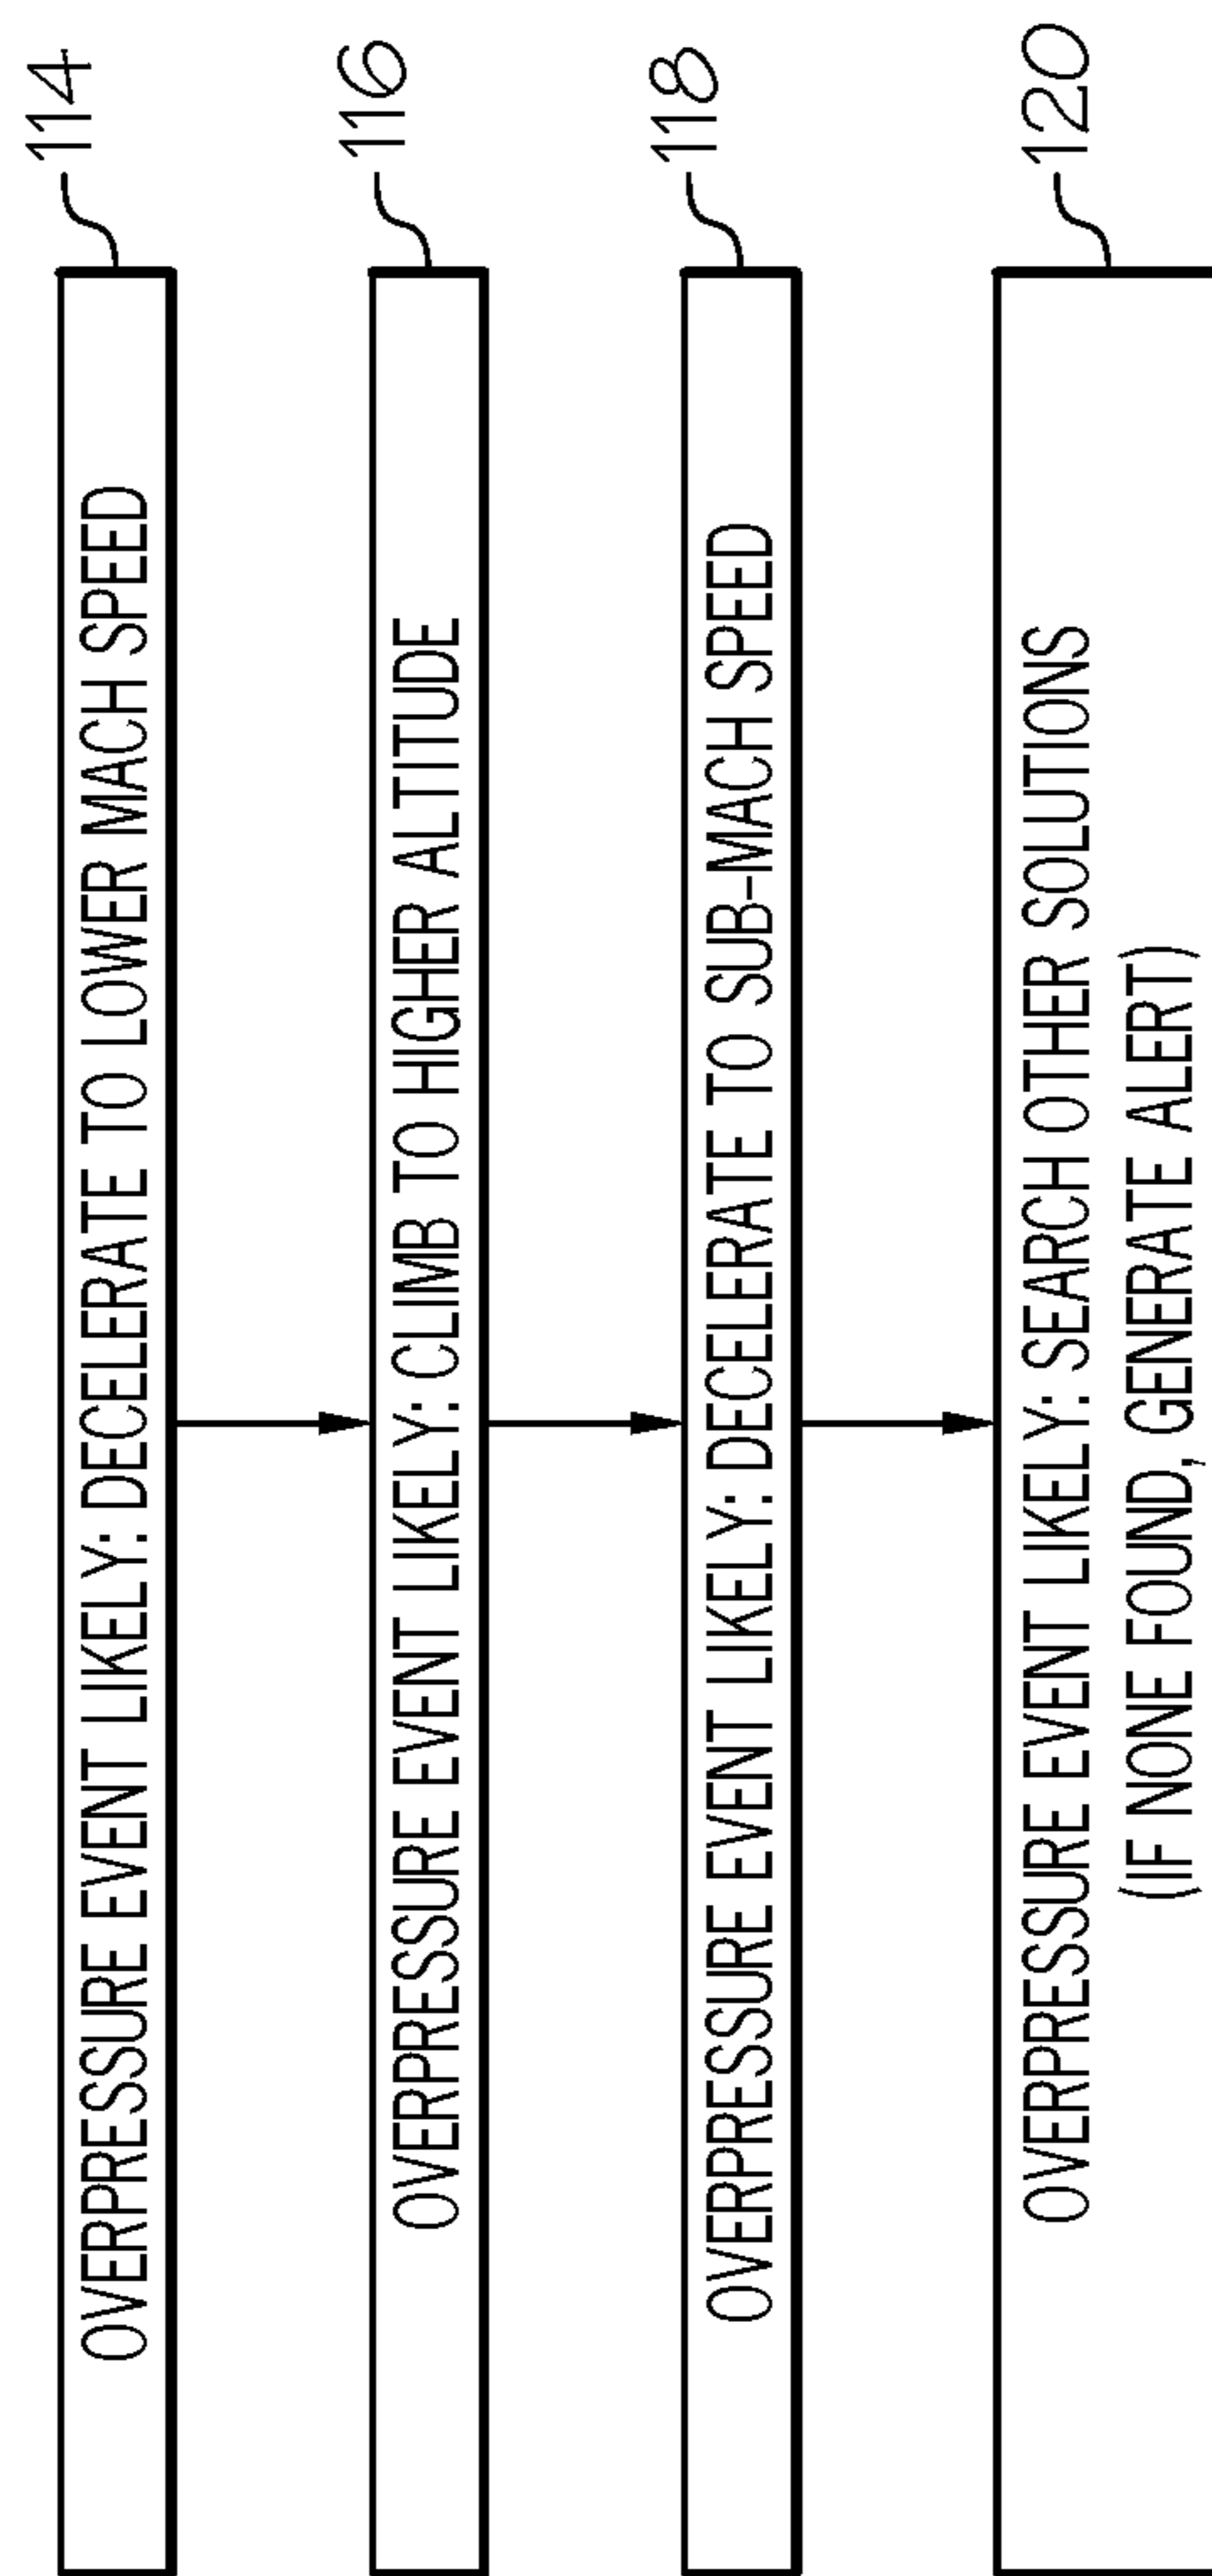 OVERPRESSURE EVENT LIKELY: DECELERATE TO LOWER MACH SPEED
114
OVERPRESSURE EVENT LIKELY: CLIMB TO HIGHER ALTITUDE
116
OVERPRESSURE EVENT LIKELY: DECELERATE TO SUB-MACH SPEED
118
OVERPRESSURE EVENT LIKELY: SEARCH OTHER SOLUTIONS
(IF NONE FOUND, GENERATE ALERT)
120